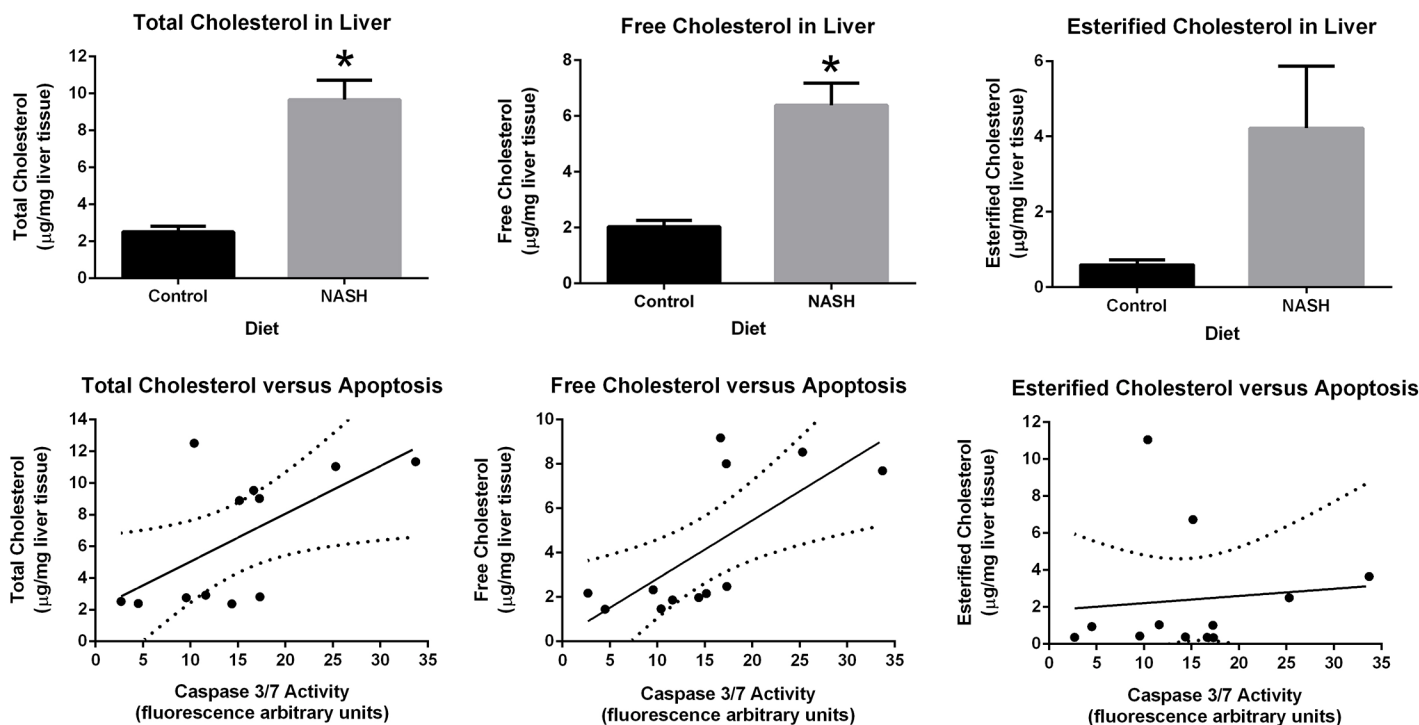 Total Cholesterol in Liver
Total Cholesterol
(μg/mg liver tissue)
12
10
8
6
4
2
0
*
Control
NASH
Diet
Free Cholesterol in Liver
Free Cholesterol
(μg/mg liver tissue)
8
6
4
2
0
*
Control
NASH
Diet
Esterified Cholesterol in Liver
Esterified Cholesterol
(μg/mg liver tissue)
6
4
2
0
Control
NASH
Diet
Total Cholesterol versus Apoptosis
Total Cholesterol
(μg/mg liver tissue)
14
12
10
8
6
4
2
0
0 5 10 15 20 25 30 35
Caspase 3/7 Activity
(fluorescence arbitrary units)
Free Cholesterol versus Apoptosis
Free Cholesterol
(μg/mg liver tissue)
10
8
6
4
2
0
0 5 10 15 20 25 30 35
Caspase 3/7 Activity
(fluorescence arbitrary units)
Esterified Cholesterol versus Apoptosis
Esterified Cholesterol
(μg/mg liver tissue)
12
10
8
6
4
2
0
0 5 10 15 20 25 30 35
Caspase 3/7 Activity
(fluorescence arbitrary units)